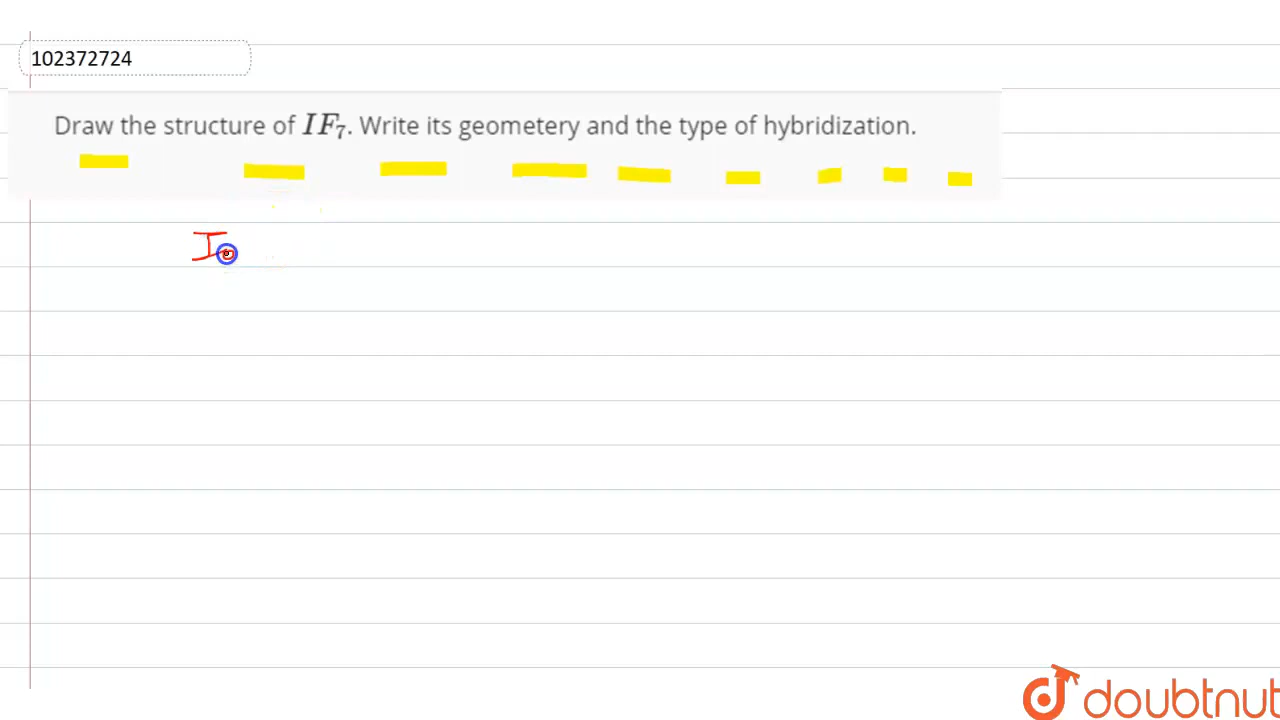 102372724
Draw the structure of IF₇. Write its geometery and the type of hybridization.
I
doubtnut